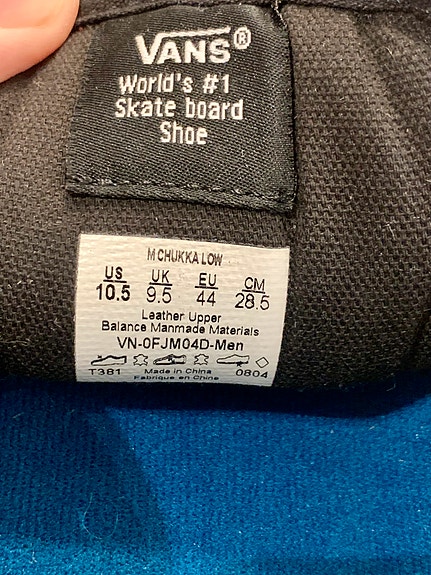 VANS®
World's #1
Skate board
Shoe
M CHUKKA LOW
US UK EU CM
10.5 9.5 44 28.5
Leather Upper
Balance Manmade Materials
VN-0FJM04D-Men
T381 Made in China 0804
Fabrique en Chine